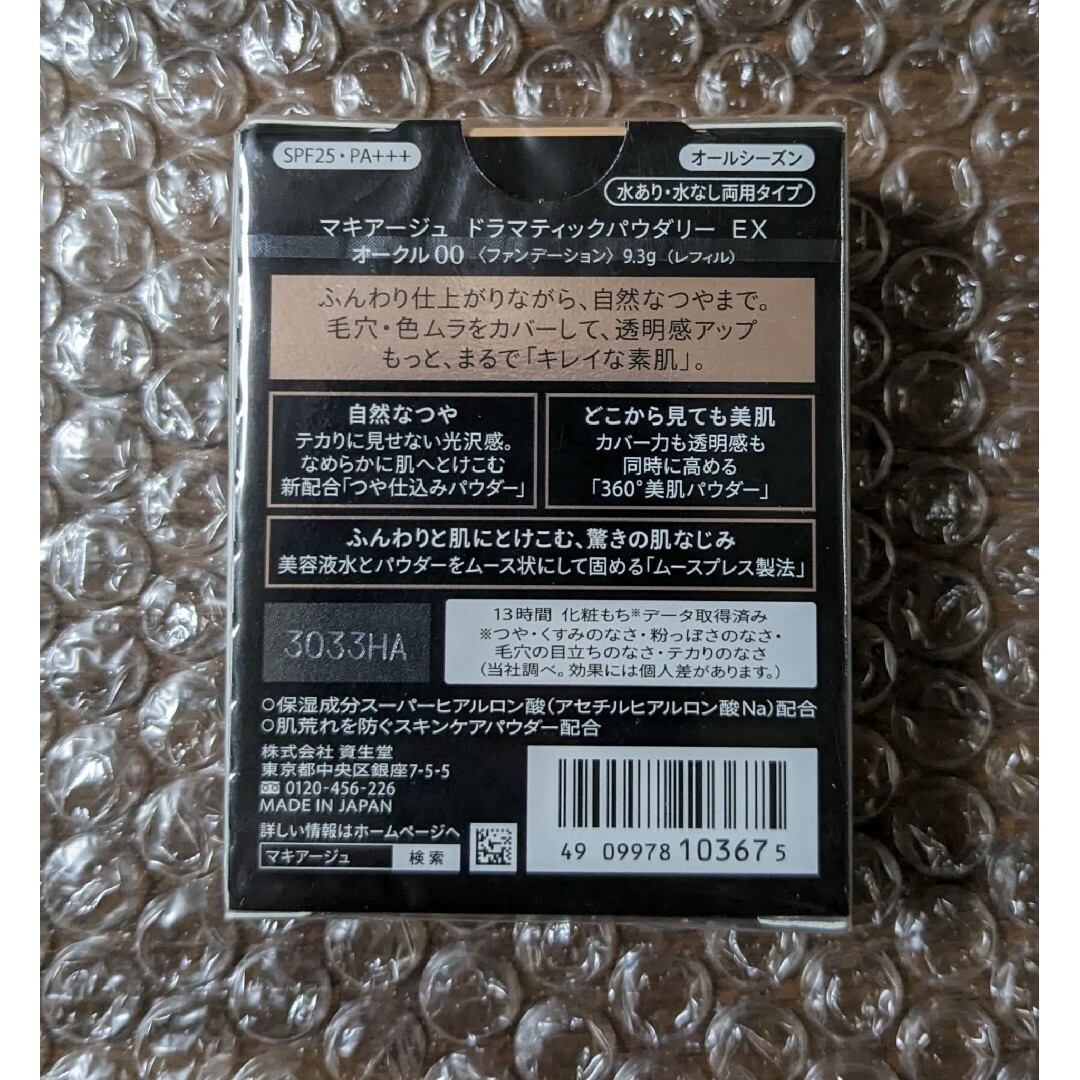 SPF25・PA+++
オールシーズン
水あり・水なし両用タイプ
マキアージュ ドラマティックパウダリー EX
オークル00〈ファンデーション〉9.3g（レフィル）
ふんわり仕上がりながら、自然なつやまで。
毛穴・色ムラをカバーして、透明感アップ
もっと、まるで「キレイな素肌」。
自然なつや
テカりに見せない光沢感。
なめらかに肌へとけこむ
新配合「つや仕込みパウダー」
どこから見ても美肌
カバー力も透明感も
同時に高める
「360°美肌パウダー」
ふんわりと肌にとけこむ、驚きの肌なじみ
美容液水とパウダーをムース状にして固める「ムースプレス製法」
3033HA
13時間 化粧もち※データ取得済み
※つや・くすみのなさ・粉っぽさのなさ・
毛穴の目立ちのなさ・テカりのなさ
（当社調べ。効果には個人差があります。）
○保湿成分スーパーヒアルロン酸（アセチルヒアルロン酸Na）配合
○肌荒れを防ぐスキンケアパウダー配合
株式会社 資生堂
東京都中央区銀座7-5-5
0120-456-226
MADE IN JAPAN
詳しい情報はホームページへ
マキアージュ 検索
49 09978 10367 5